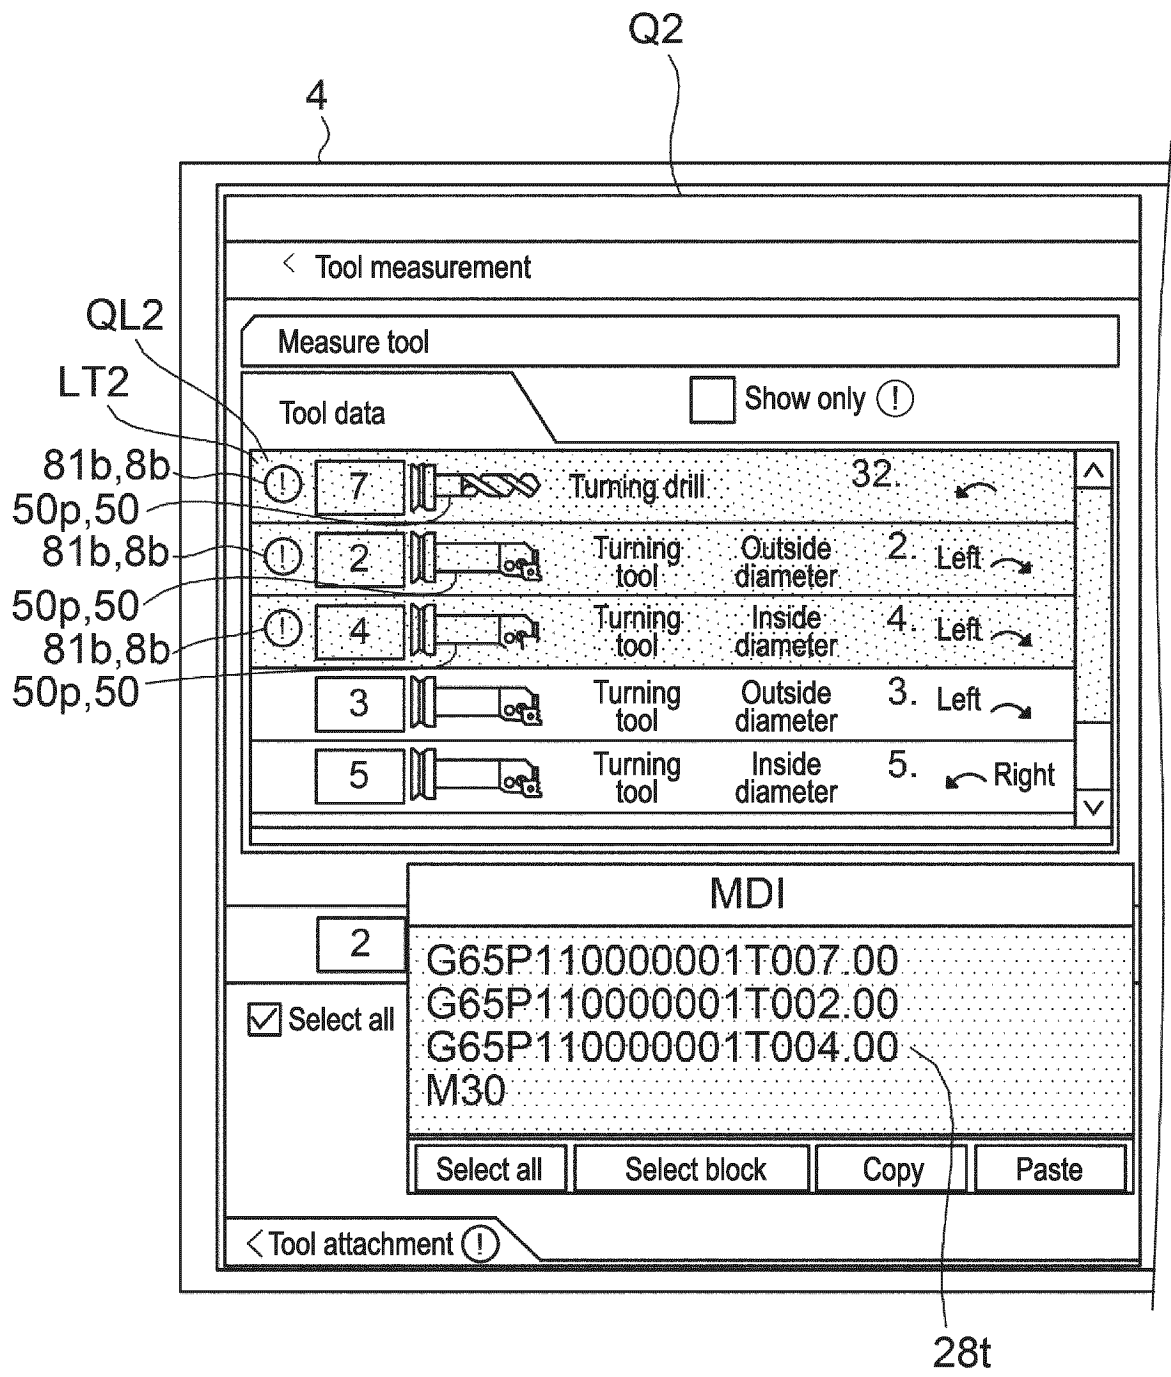 Q2
4
< Tool measurement
QL2
Measure tool
LT2
Tool data
Show only !
81b,8b ! 7 Turning drill 32.
50p,50
81b,8b ! 2 Turning tool Outside diameter 2. Left
50p,50
81b,8b ! 4 Turning tool Inside diameter 4. Left
50p,50
3 Turning tool Outside diameter 3. Left
5 Turning tool Inside diameter 5. Right
MDI
2
G65P110000001T007.00
G65P110000001T002.00
Select all
G65P110000001T004.00
M30
Select all Select block Copy Paste
< Tool attachment !
28t